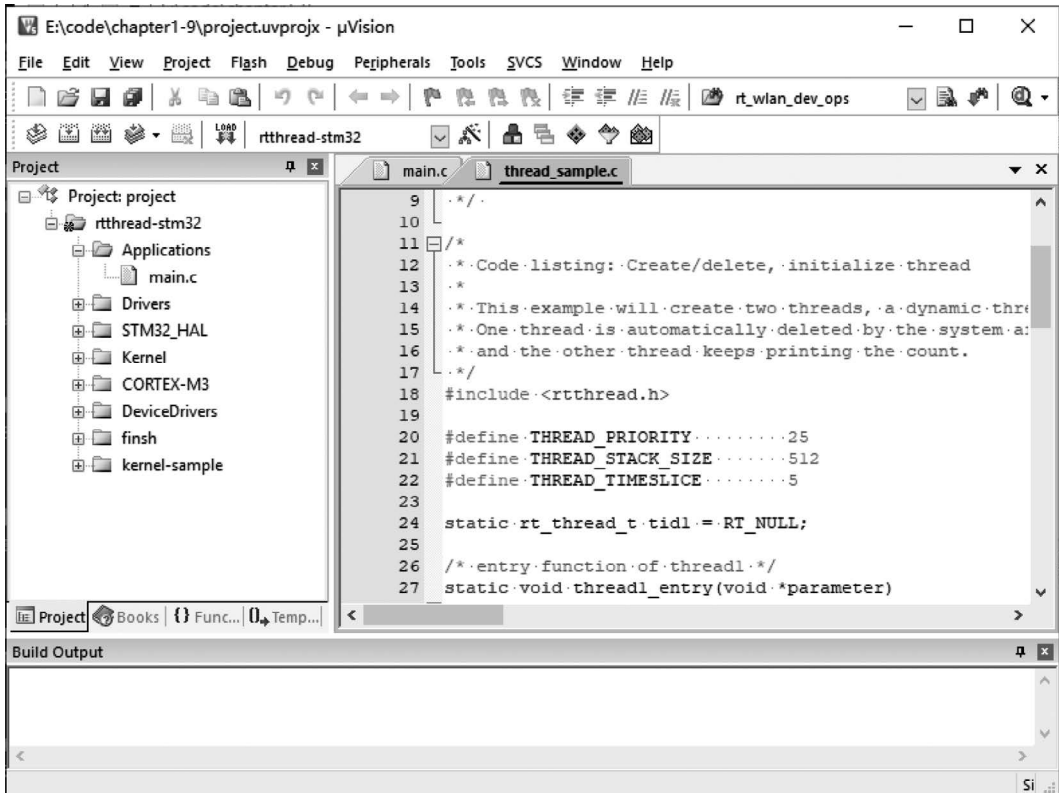 E:\code\chapter1-9\project.uvprojx - µVision
File Edit View Project Flash Debug Peripherals Tools SVCS Window Help
rt_wlan_dev_ops
LOAD rtthread-stm32
Project
main.c thread_sample.c
Project: project
rtthread-stm32
Applications
main.c
Drivers
STM32_HAL
Kernel
CORTEX-M3
DeviceDrivers
finsh
kernel-sample
9 */
10
11 /*
12 * Code listing: Create/delete, initialize thread
13 *
14 * This example will create two threads, a dynamic thre
15 * One thread is automatically deleted by the system a
16 * and the other thread keeps printing the count.
17 */
18 #include <rtthread.h>
19
20 #define THREAD_PRIORITY 25
21 #define THREAD_STACK_SIZE 512
22 #define THREAD_TIMESLICE 5
23
24 static rt_thread_t tid1 = RT_NULL;
25
26 /* entry function of thread1 */
27 static void thread1_entry(void *parameter)
Project Books {} Func... 0 Temp...
Build Output
Si